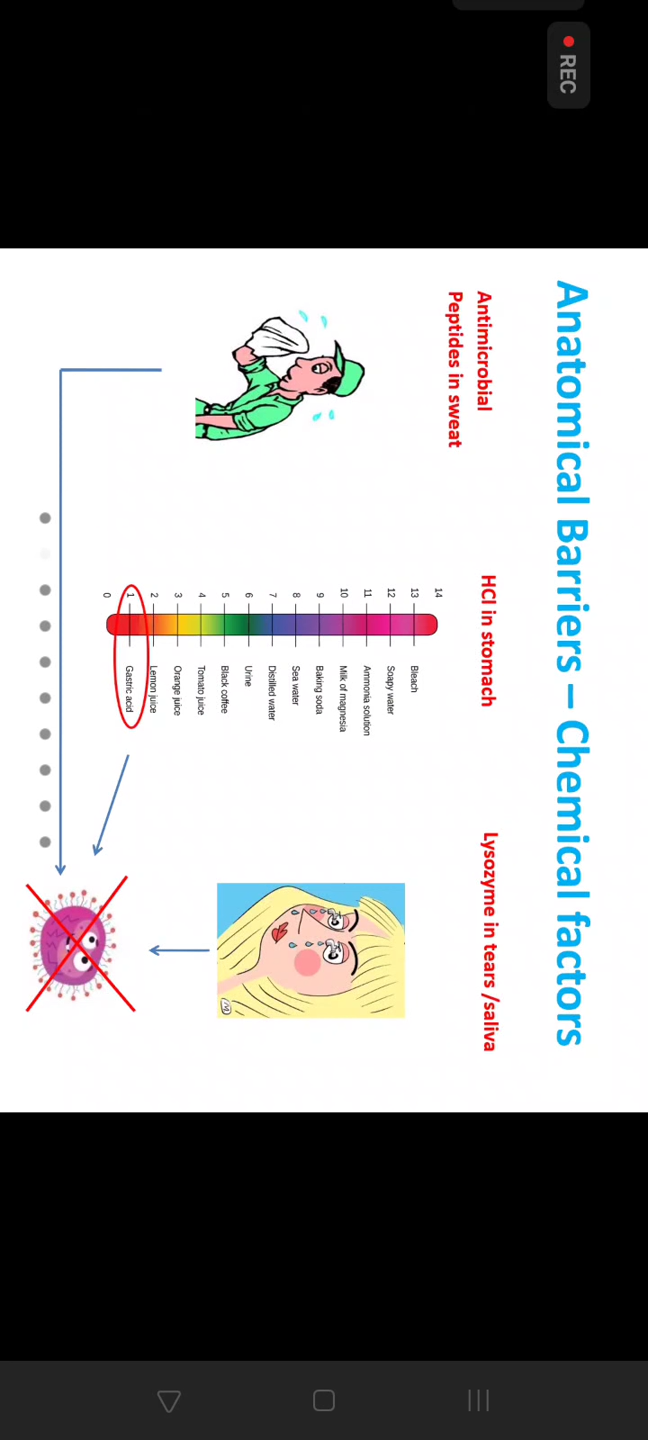 REC
Anatomical Barriers – Chemical factors
Antimicrobial
Peptides in sweat
HCl in stomach
Lysozyme in tears /saliva
14
13 Bleach
12 Soapy water
11 Ammonia solution
10 Milk of magnesia
9 Baking soda
8 Sea water
7 Distilled water
6 Urine
5 Black coffee
4 Tomato juice
3 Orange juice
2 Lemon juice
1 Gastric acid
0